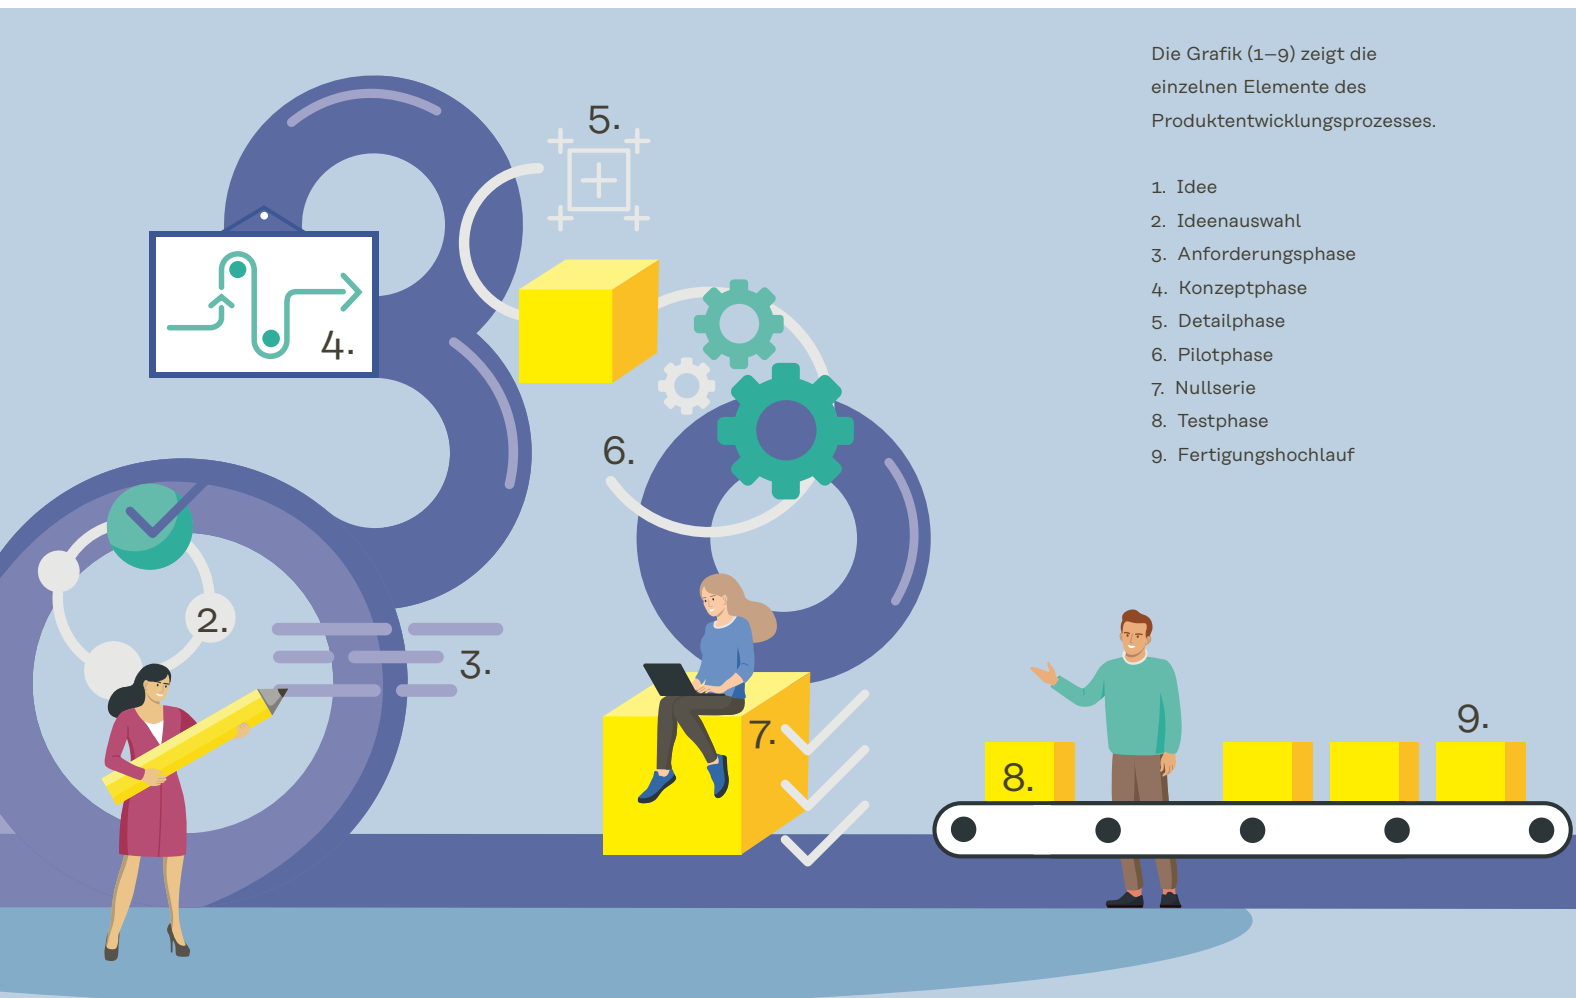 Die Grafik (1–9) zeigt die
einzelnen Elemente des
Produktentwicklungsprozesses.
1. Idee
2. Ideenauswahl
3. Anforderungsphase
4. Konzeptphase
5. Detailphase
6. Pilotphase
7. Nullserie
8. Testphase
9. Fertigungshochlauf
5.
4.
6.
2.
3.
7.
9.
8.